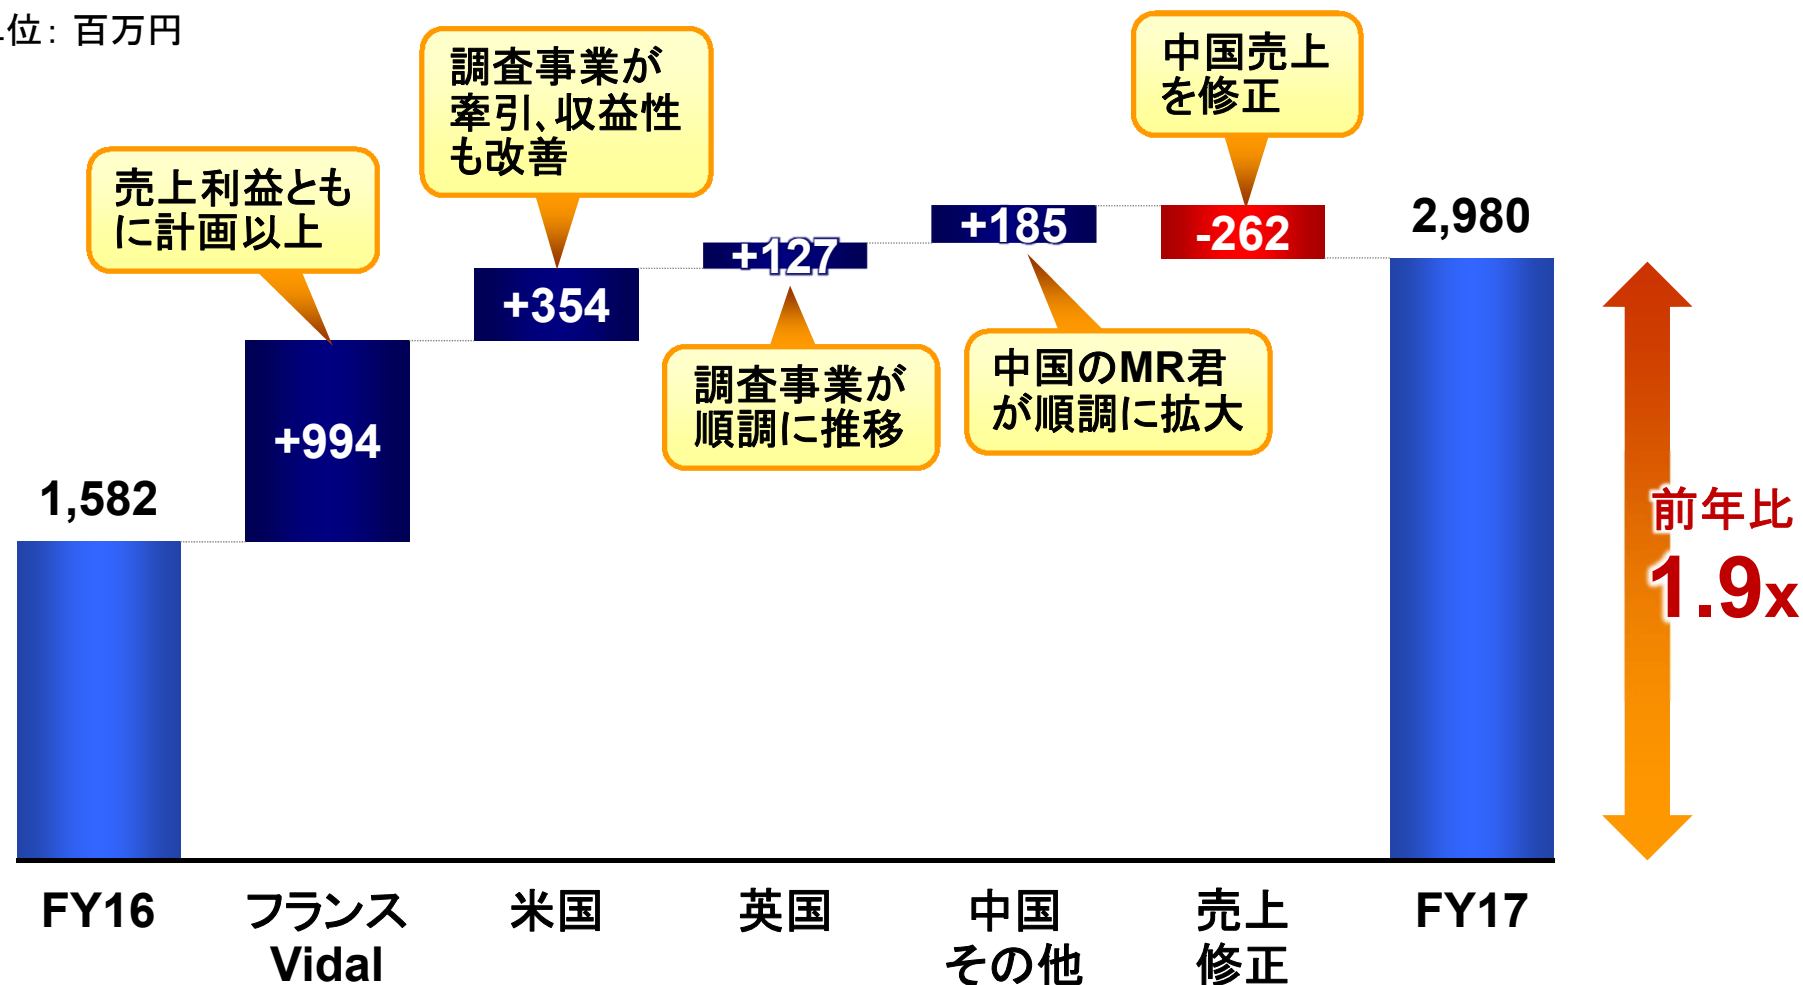 位: 百万円
調査事業が
牽引、収益性
も改善
中国売上
を修正
売上利益とも
に計画以上
+994
+354
+127
+185
-262
調査事業が
順調に推移
中国のMR君
が順調に拡大
1,582
2,980
前年比
1.9x
FY16
フランス
Vidal
米国
英国
中国
その他
売上
修正
FY17